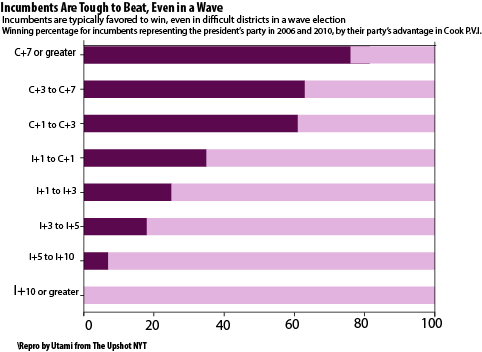 Incumbents Are Tough to Beat, Even in a Wave
Incumbents are typically favored to win, even in difficult districts in a wave election
Winning percentage for incumbents representing the president's party in 2006 and 2010, by their party's advantage in Cook P.V.I.
C+7 or greater
C+3 to C+7
C+1 to C+3
I+1 to C+1
I+1 to I+3
I+3 to I+5
I+5 to I+10
I+10 or greater
0 20 40 60 80 100
\Repro by Utami from The Upshot NYT